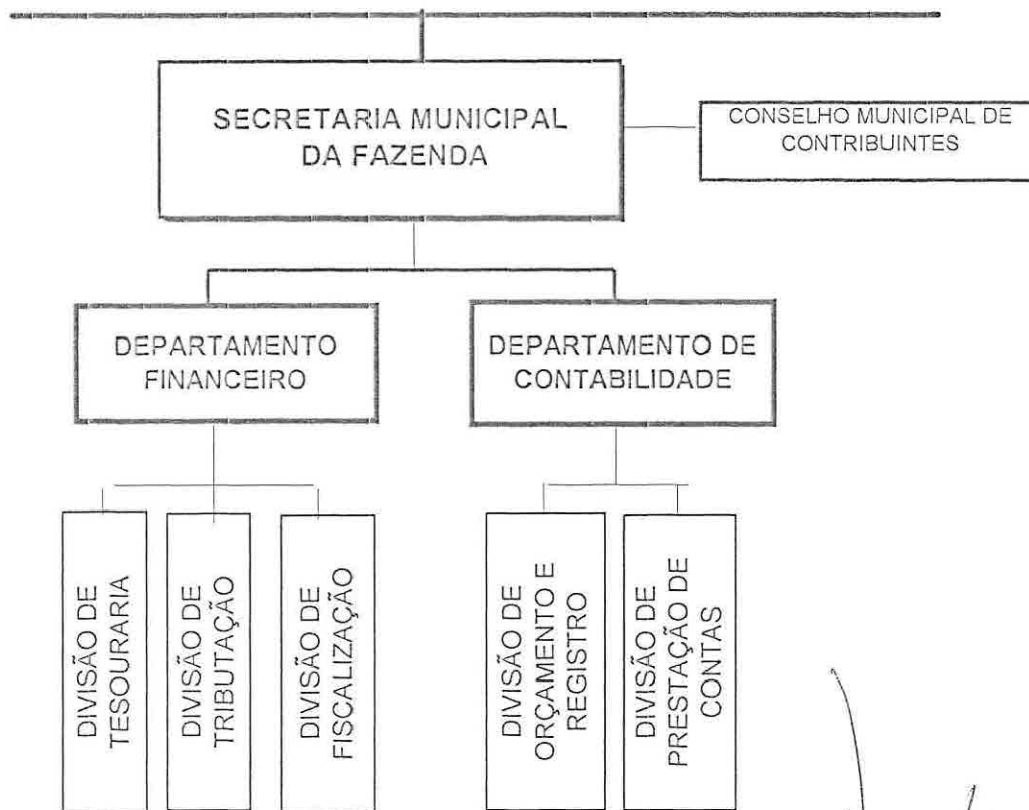 SECRETARIA MUNICIPAL
DA FAZENDA
CONSELHO MUNICIPAL DE
CONTRIBUINTES
DEPARTAMENTO
FINANCEIRO
DEPARTAMENTO DE
CONTABILIDADE
DIVISÃO DE
TESOURARIA
DIVISÃO DE
TRIBUTAÇÃO
DIVISÃO DE
FISCALIZAÇÃO
DIVISÃO DE
ORÇAMENTO E
REGISTRO
DIVISÃO DE
PRESTAÇÃO DE
CONTAS